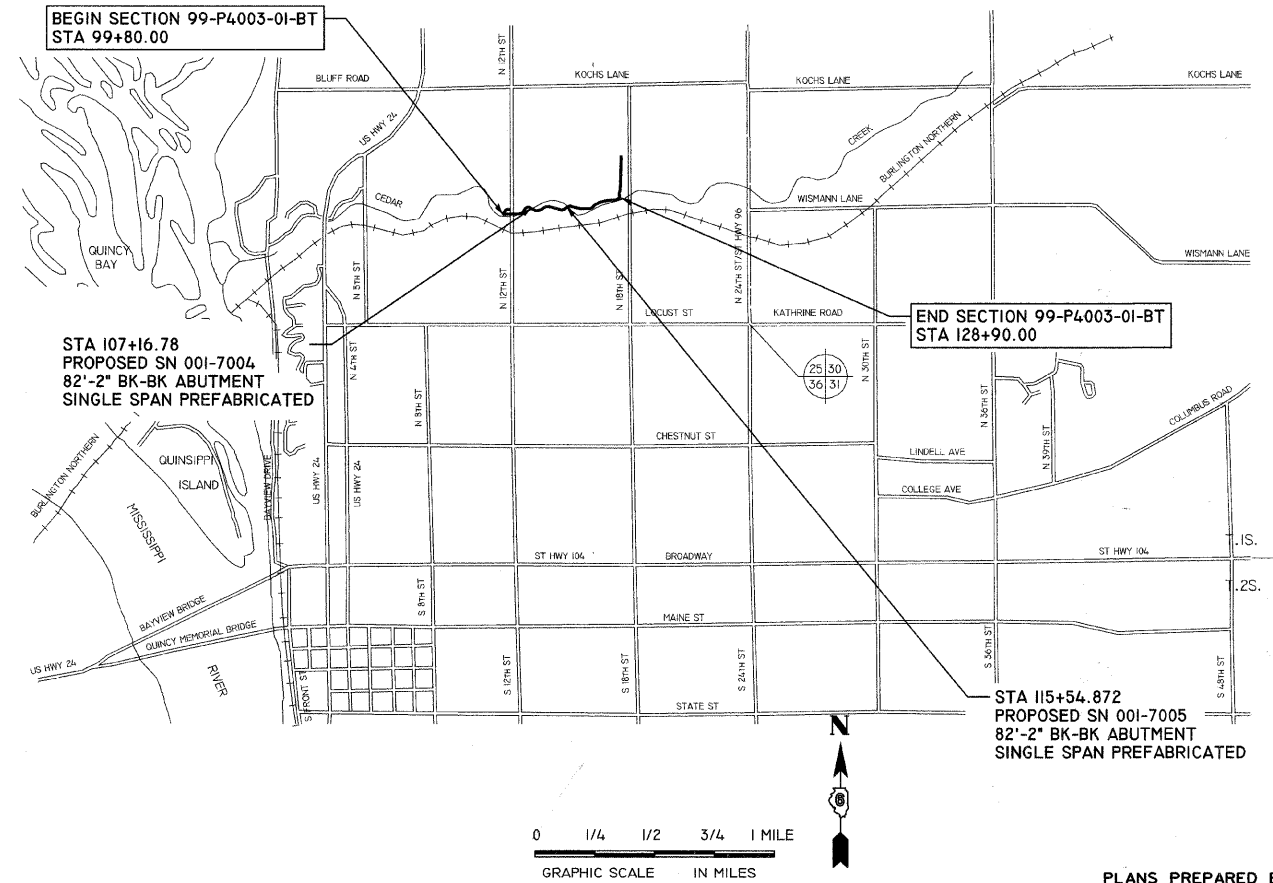 BEGIN SECTION 99-P4003-01-BT
STA 99+80.00
N 12TH ST
BLUFF ROAD
KOCHS LANE
KOCHS LANE
KOCHS LANE
US HWY 24
CREEK
BURLINGTON NORTHERN
CEDAR
WISMANN LANE
QUINCY
BAY
WISMANN LANE
N 5TH ST
N 12TH ST
N 18TH ST
N 24TH ST/ST HWY 96
LOCUST ST
KATHRINE ROAD
END SECTION 99-P4003-01-BT
STA 128+90.00
STA 107+16.78
PROPOSED SN 001-7004
82'-2" BK-BK ABUTMENT
SINGLE SPAN PREFABRICATED
N 4TH ST
N 8TH ST
25 30
36 31
N 30TH ST
N 36TH ST
N 39TH ST
COLUMBUS ROAD
CHESTNUT ST
LINDELL AVE
COLLEGE AVE
BURLINGTON NORTHERN
QUINSIPPI
ISLAND
BAYVIEW DRIVE
US HWY 24
US HWY 24
MISSISSIPPI
ST HWY 104
BROADWAY
ST HWY 104
T.1S.
T.2S.
S 8TH ST
BAYVIEW BRIDGE
QUINCY MEMORIAL BRIDGE
MAINE ST
US HWY 24
RIVER
S FRONT ST
S 12TH ST
S 18TH ST
S 24TH ST
S 36TH ST
S 48TH ST
STATE ST
STA 115+54.872
PROPOSED SN 001-7005
82'-2" BK-BK ABUTMENT
SINGLE SPAN PREFABRICATED
N
6
0 1/4 1/2 3/4 1 MILE
GRAPHIC SCALE IN MILES
PLANS PREPARED